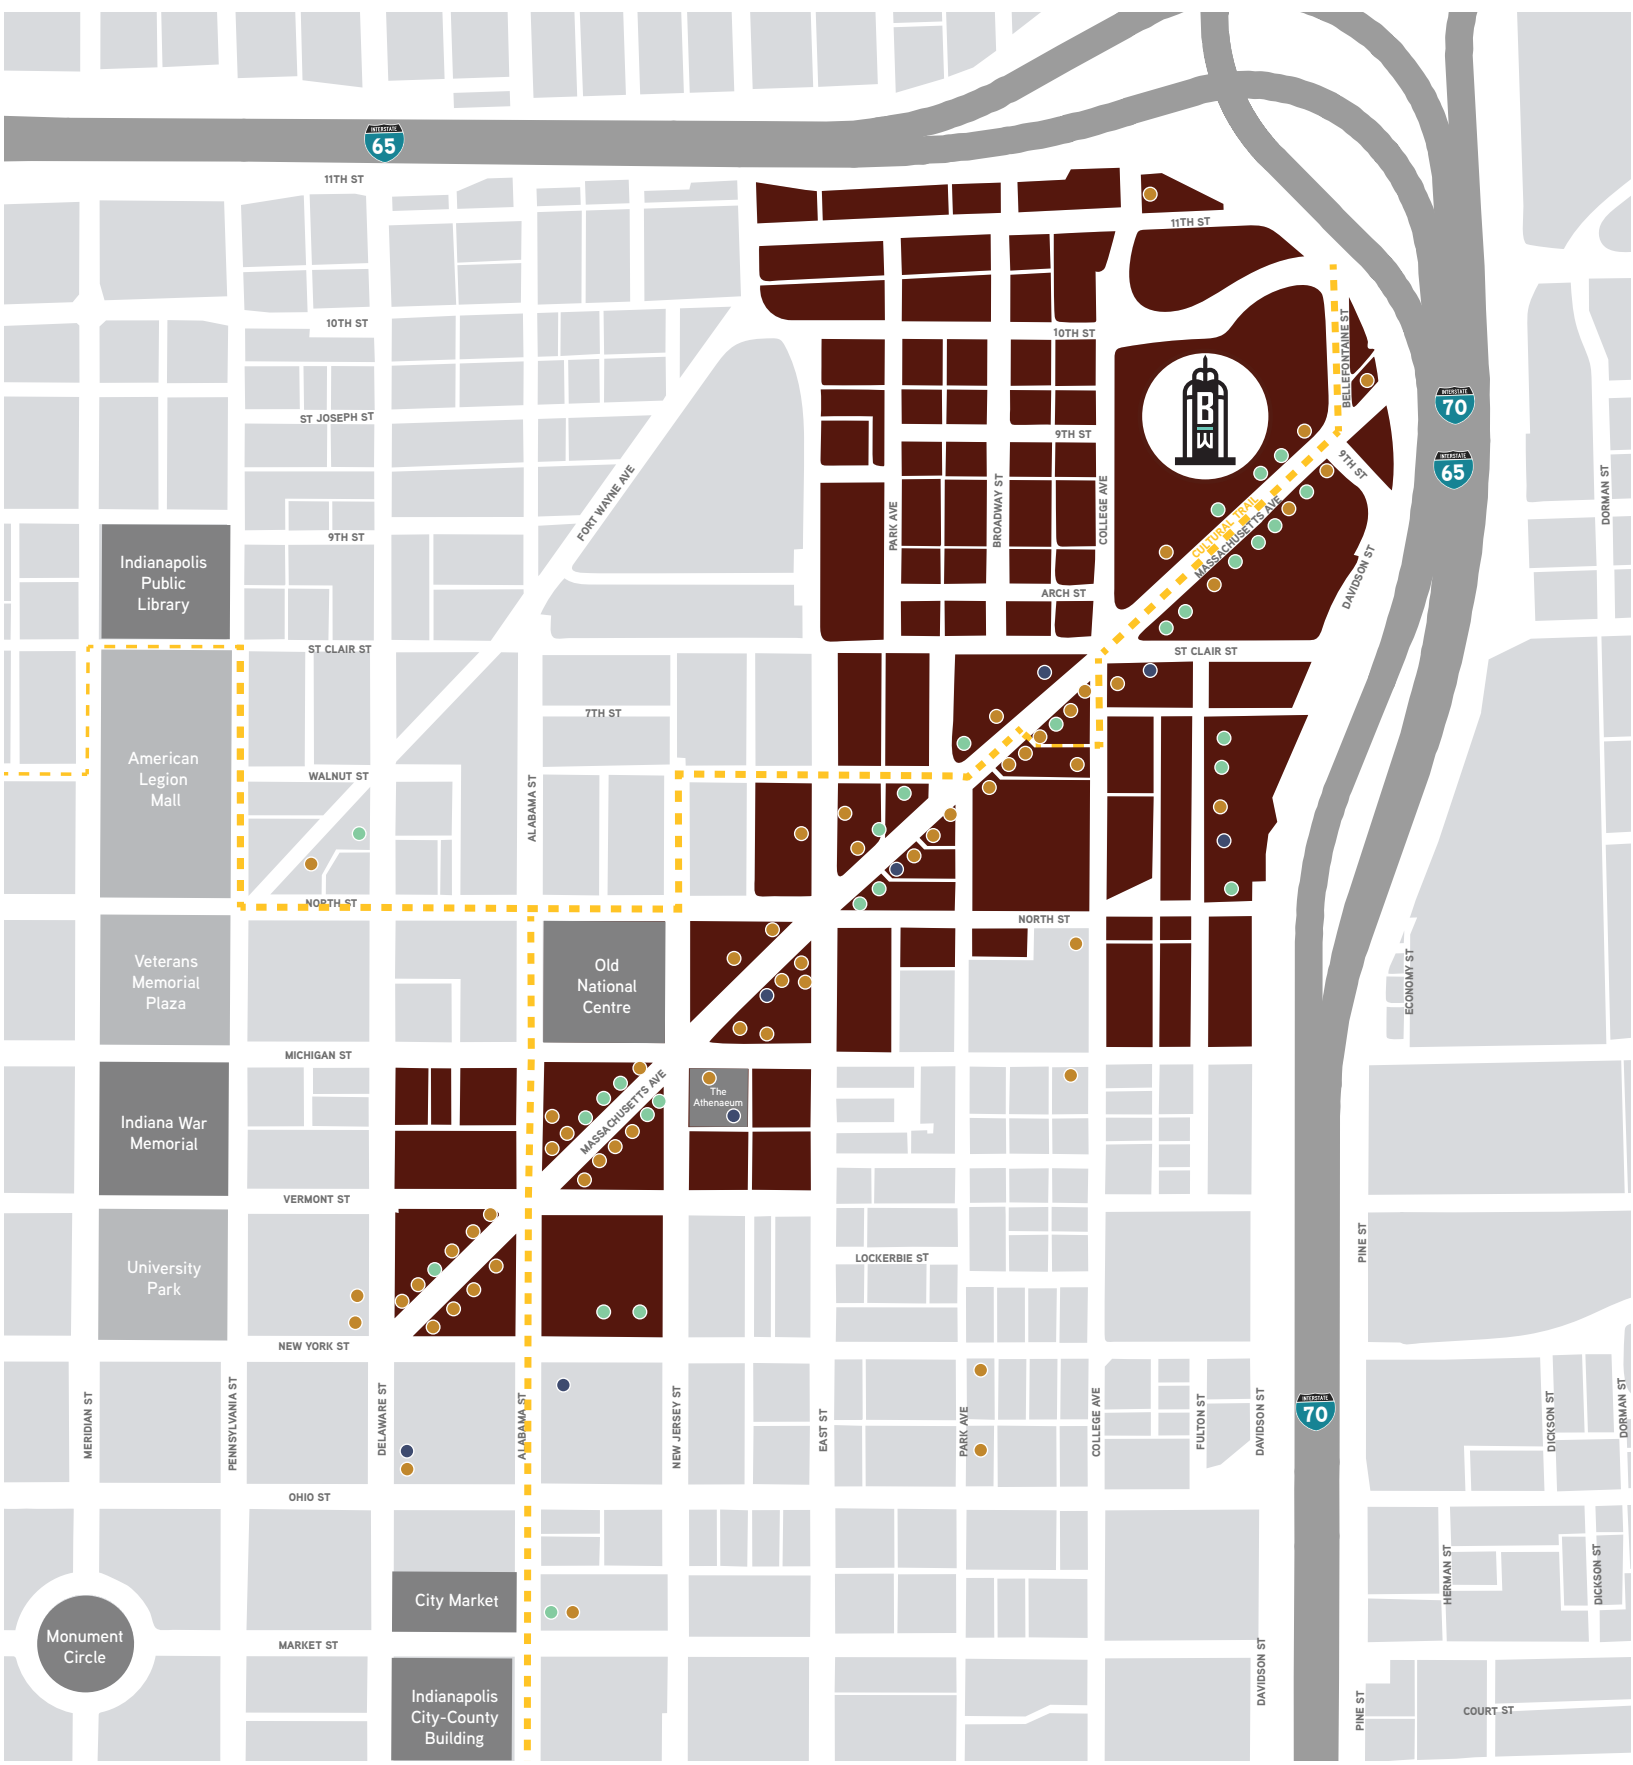 INTERSTATE
65
11TH ST
11TH ST
10TH ST
10TH ST
BELLEFONTAINE ST
INTERSTATE
70
B
W
ST JOSEPH ST
9TH ST
9TH ST
INTERSTATE
65
FORT WAYNE AVE
PARK AVE
BROADWAY ST
COLLEGE AVE
CULTURAL TRAIL
MASSACHUSETTS AVE
DORMAN ST
9TH ST
Indianapolis
Public
Library
ARCH ST
DAVIDSON ST
ST CLAIR ST
ST CLAIR ST
7TH ST
American
Legion
Mall
WALNUT ST
ALABAMA ST
NORTH ST
NORTH ST
Veterans
Memorial
Plaza
Old
National
Centre
ECONOMY ST
MICHIGAN ST
MASSACHUSETTS AVE
The
Athenaeum
Indiana War
Memorial
VERMONT ST
University
Park
LOCKERBIE ST
PINE ST
NEW YORK ST
MERIDIAN ST
PENNSYLVANIA ST
DELAWARE ST
ALABAMA ST
NEW JERSEY ST
EAST ST
PARK AVE
COLLEGE AVE
FULTON ST
DAVIDSON ST
INTERSTATE
70
DICKSON ST
DORMAN ST
OHIO ST
City Market
HERMAN ST
DICKSON ST
Monument
Circle
MARKET ST
DAVIDSON ST
Indianapolis
City-County
Building
PINE ST
COURT ST